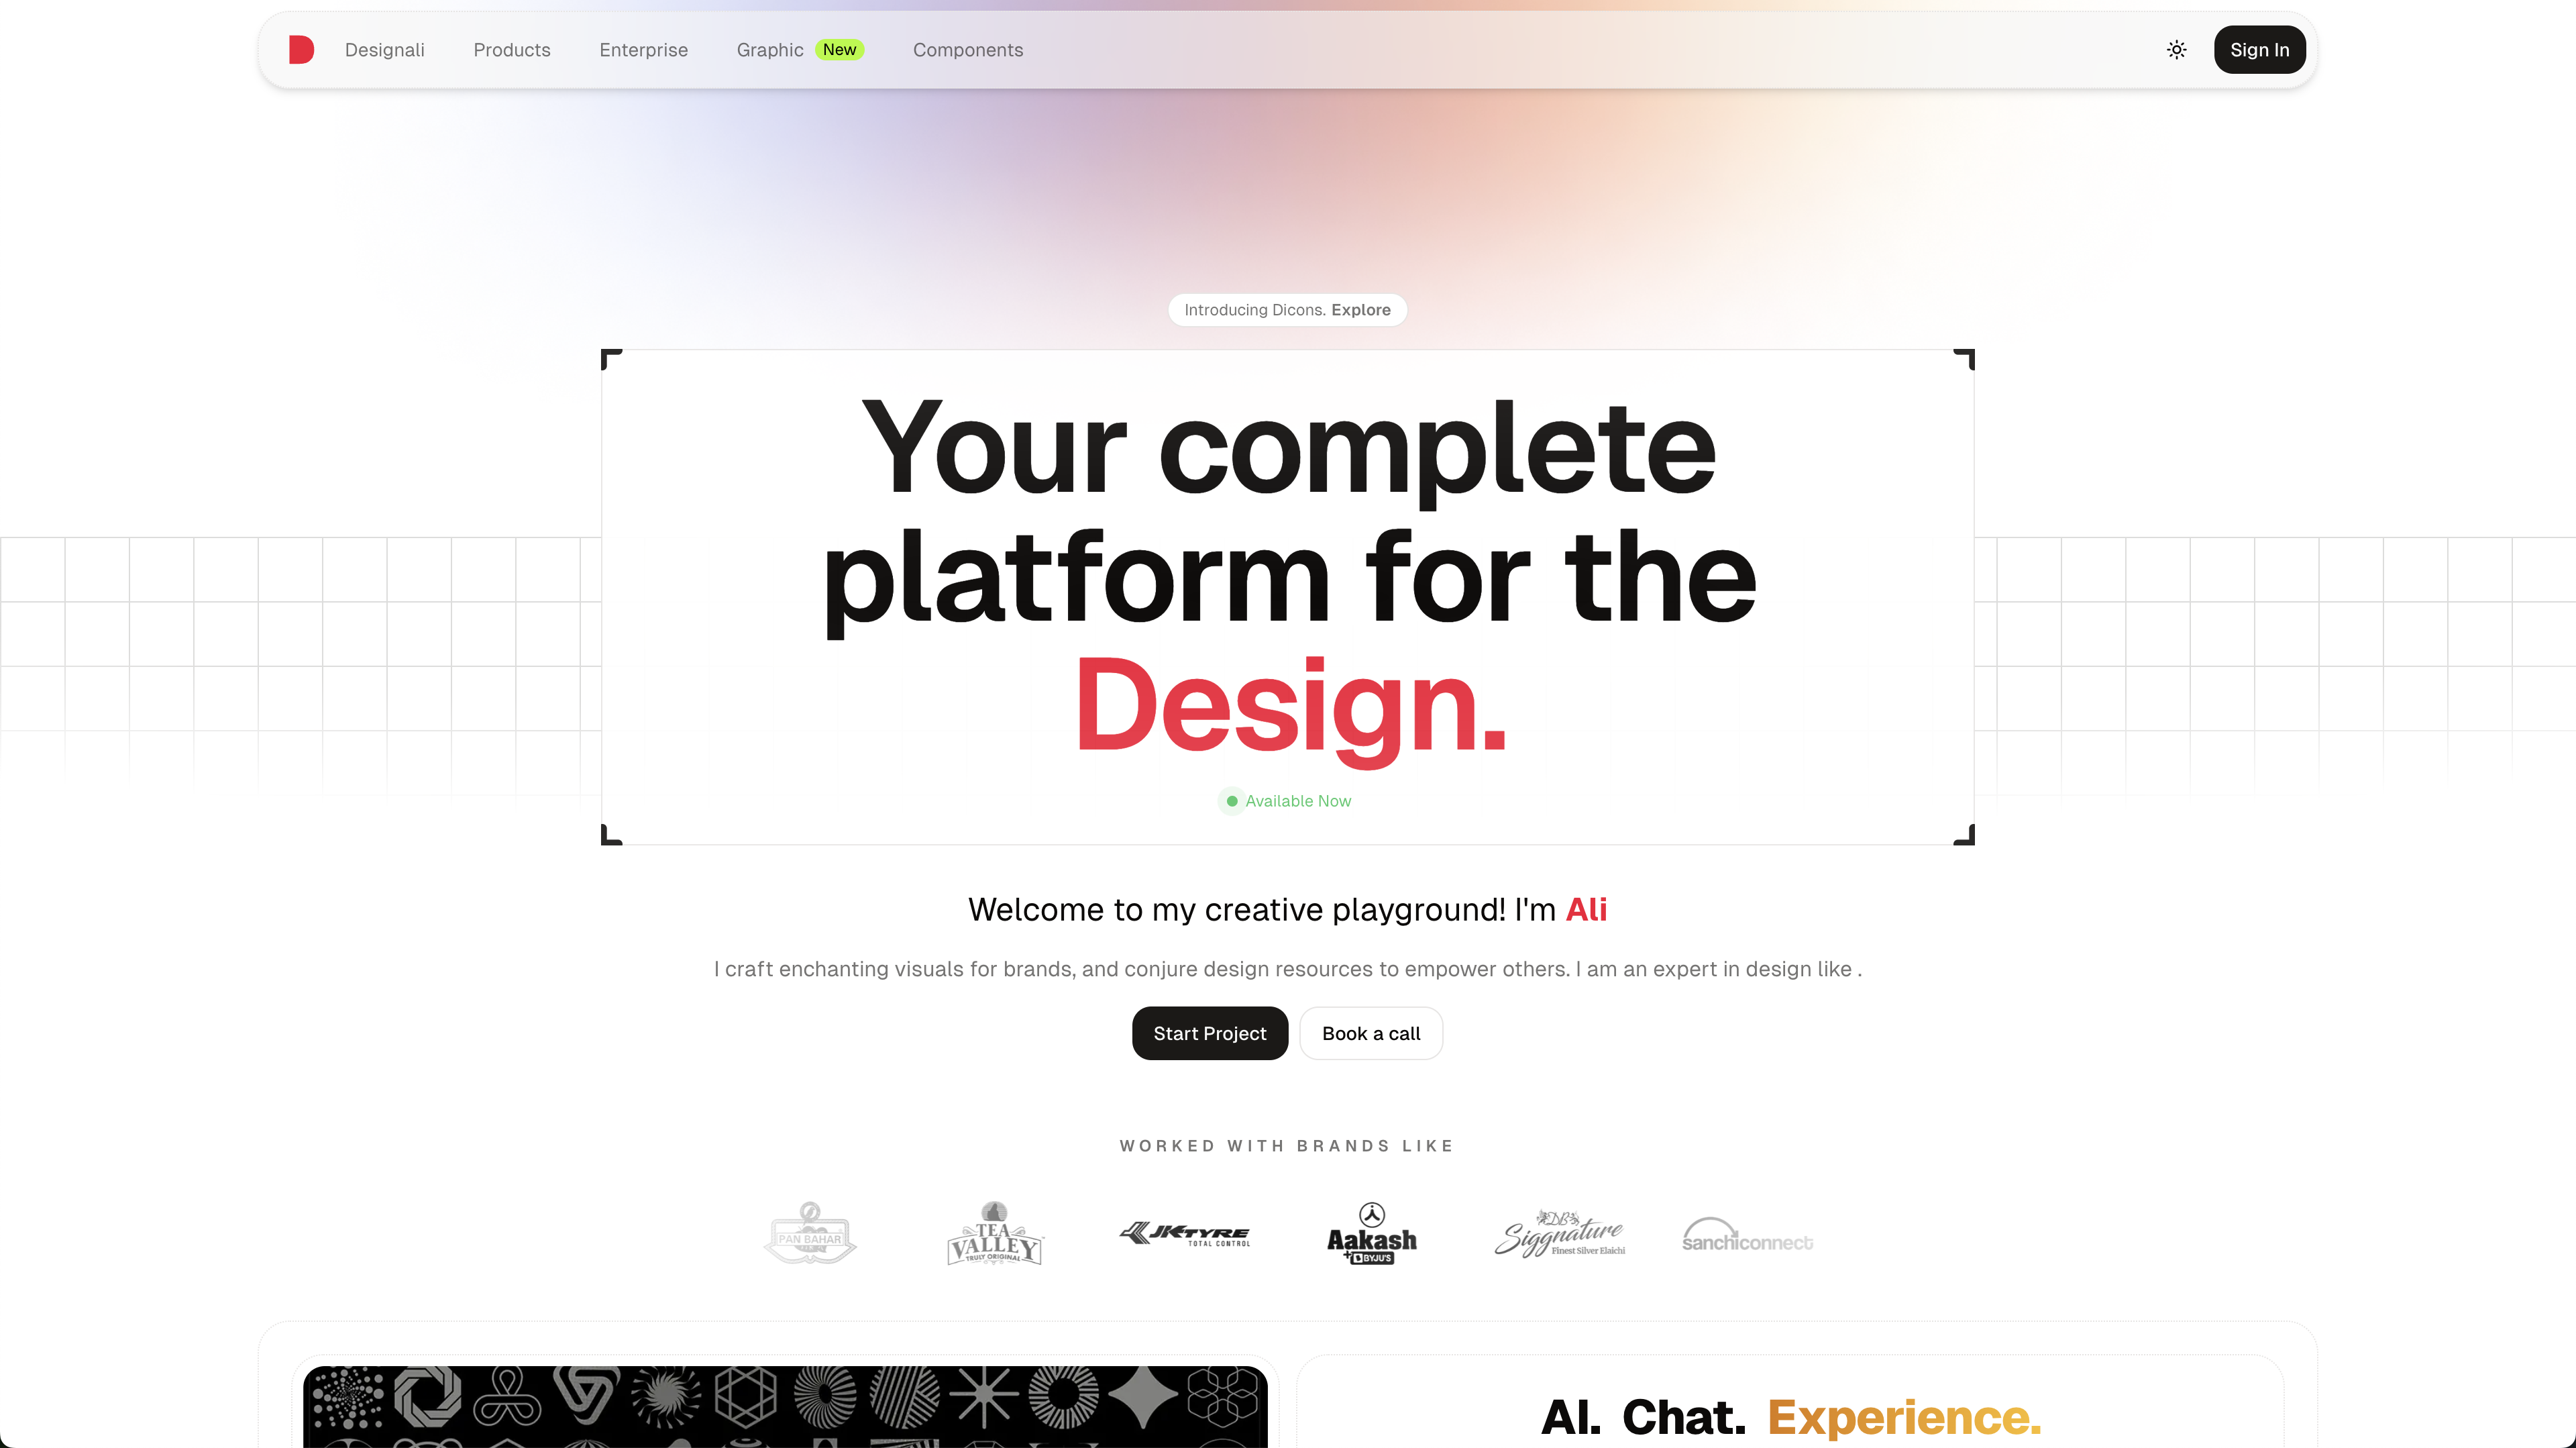 Designali Products Enterprise Graphic New Components Sign In
Introducing Dicons. Explore
Your complete
platform for the
Design.
Available Now
Welcome to my creative playground! I'm Ali
I craft enchanting visuals for brands, and conjure design resources to empower others. I am an expert in design like .
Start Project Book a call
WORKED WITH BRANDS LIKE
PAN BAHAR
TEA
VALLEY
TRULY ORIGINAL
JK TYRE
TOTAL CONTROL
Aakash
+ BYJU'S
DB
Siggnature
Finest Silver Elaichi
sanchiconnect
AI. Chat. Experience.